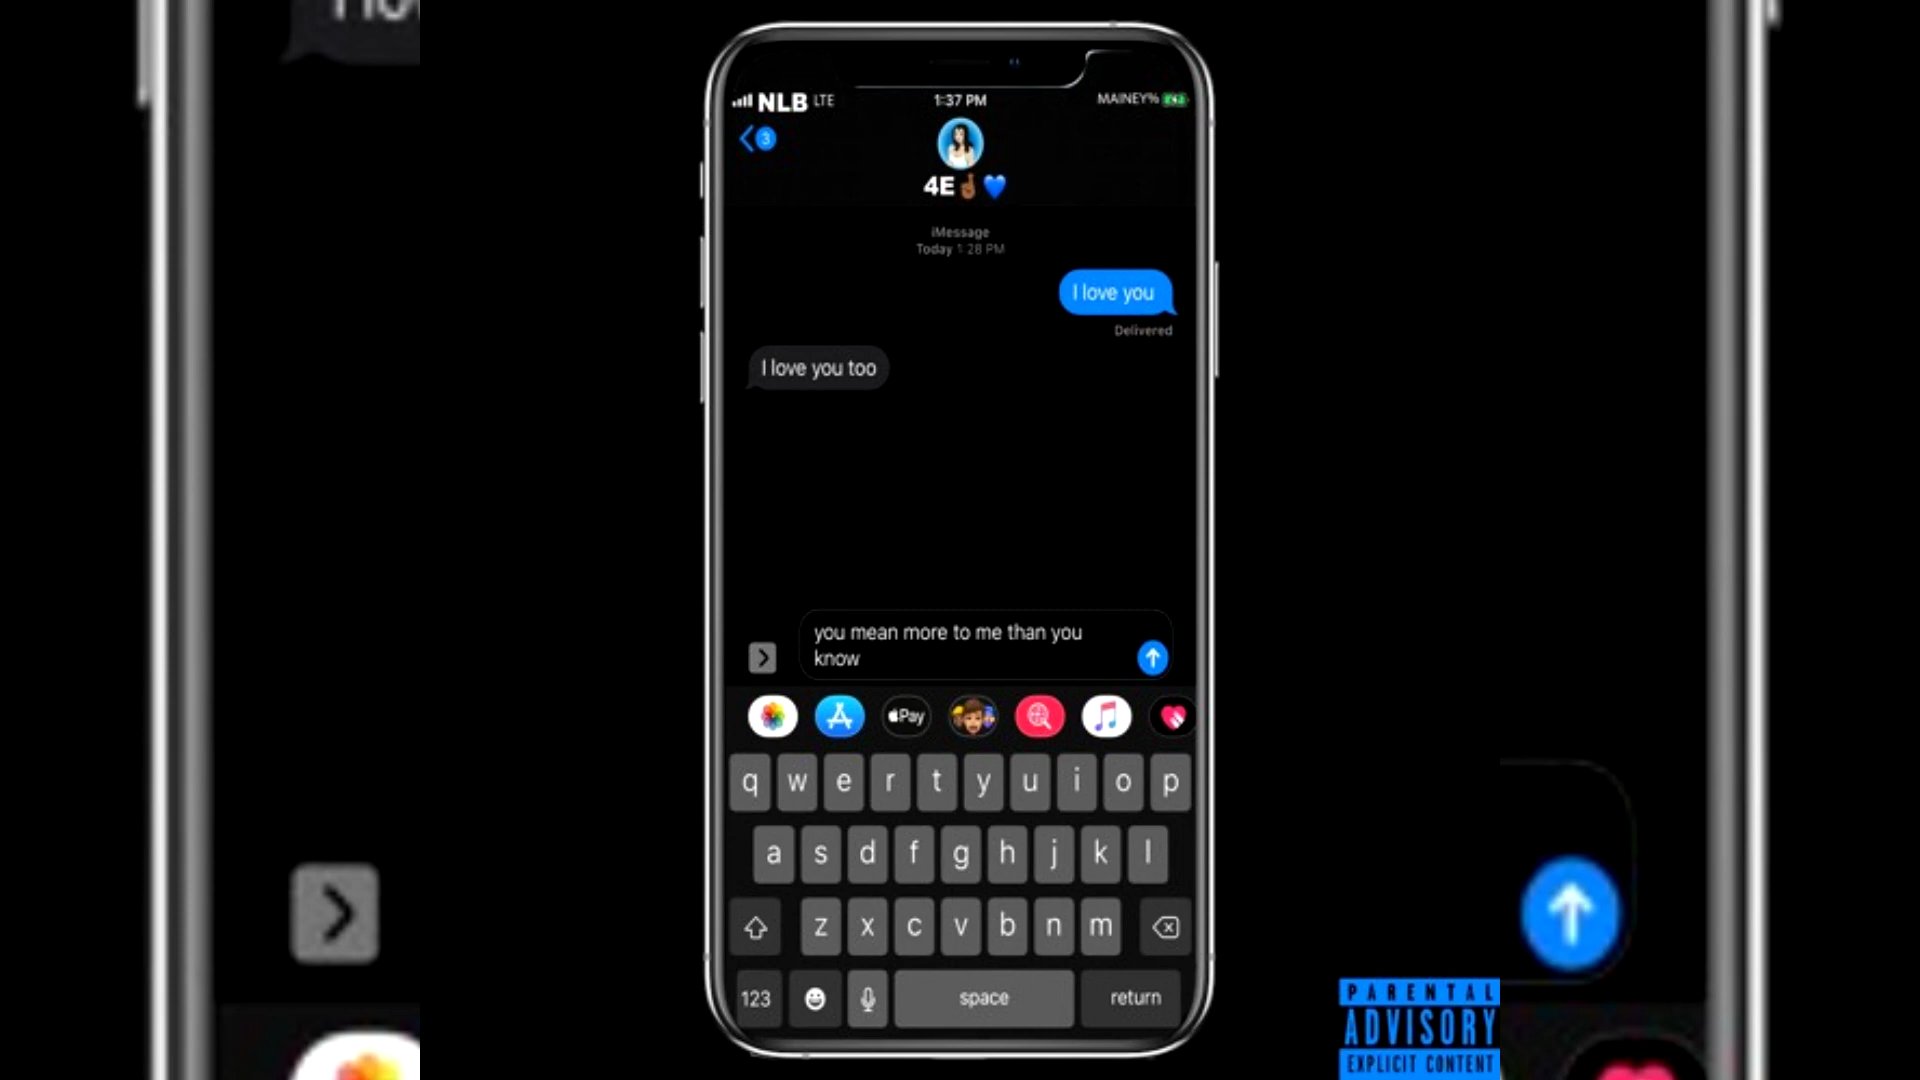 NLB LTE 1:37 PM MAINEY%
3
4E🤞🏾💙
iMessage
Today 1:28 PM
I love you
Delivered
I love you too
you mean more to me than you
know
Pay
q w e r t y u i o p
a s d f g h j k l
z x c v b n m
123 space return
PARENTAL
ADVISORY
EXPLICIT CONTENT